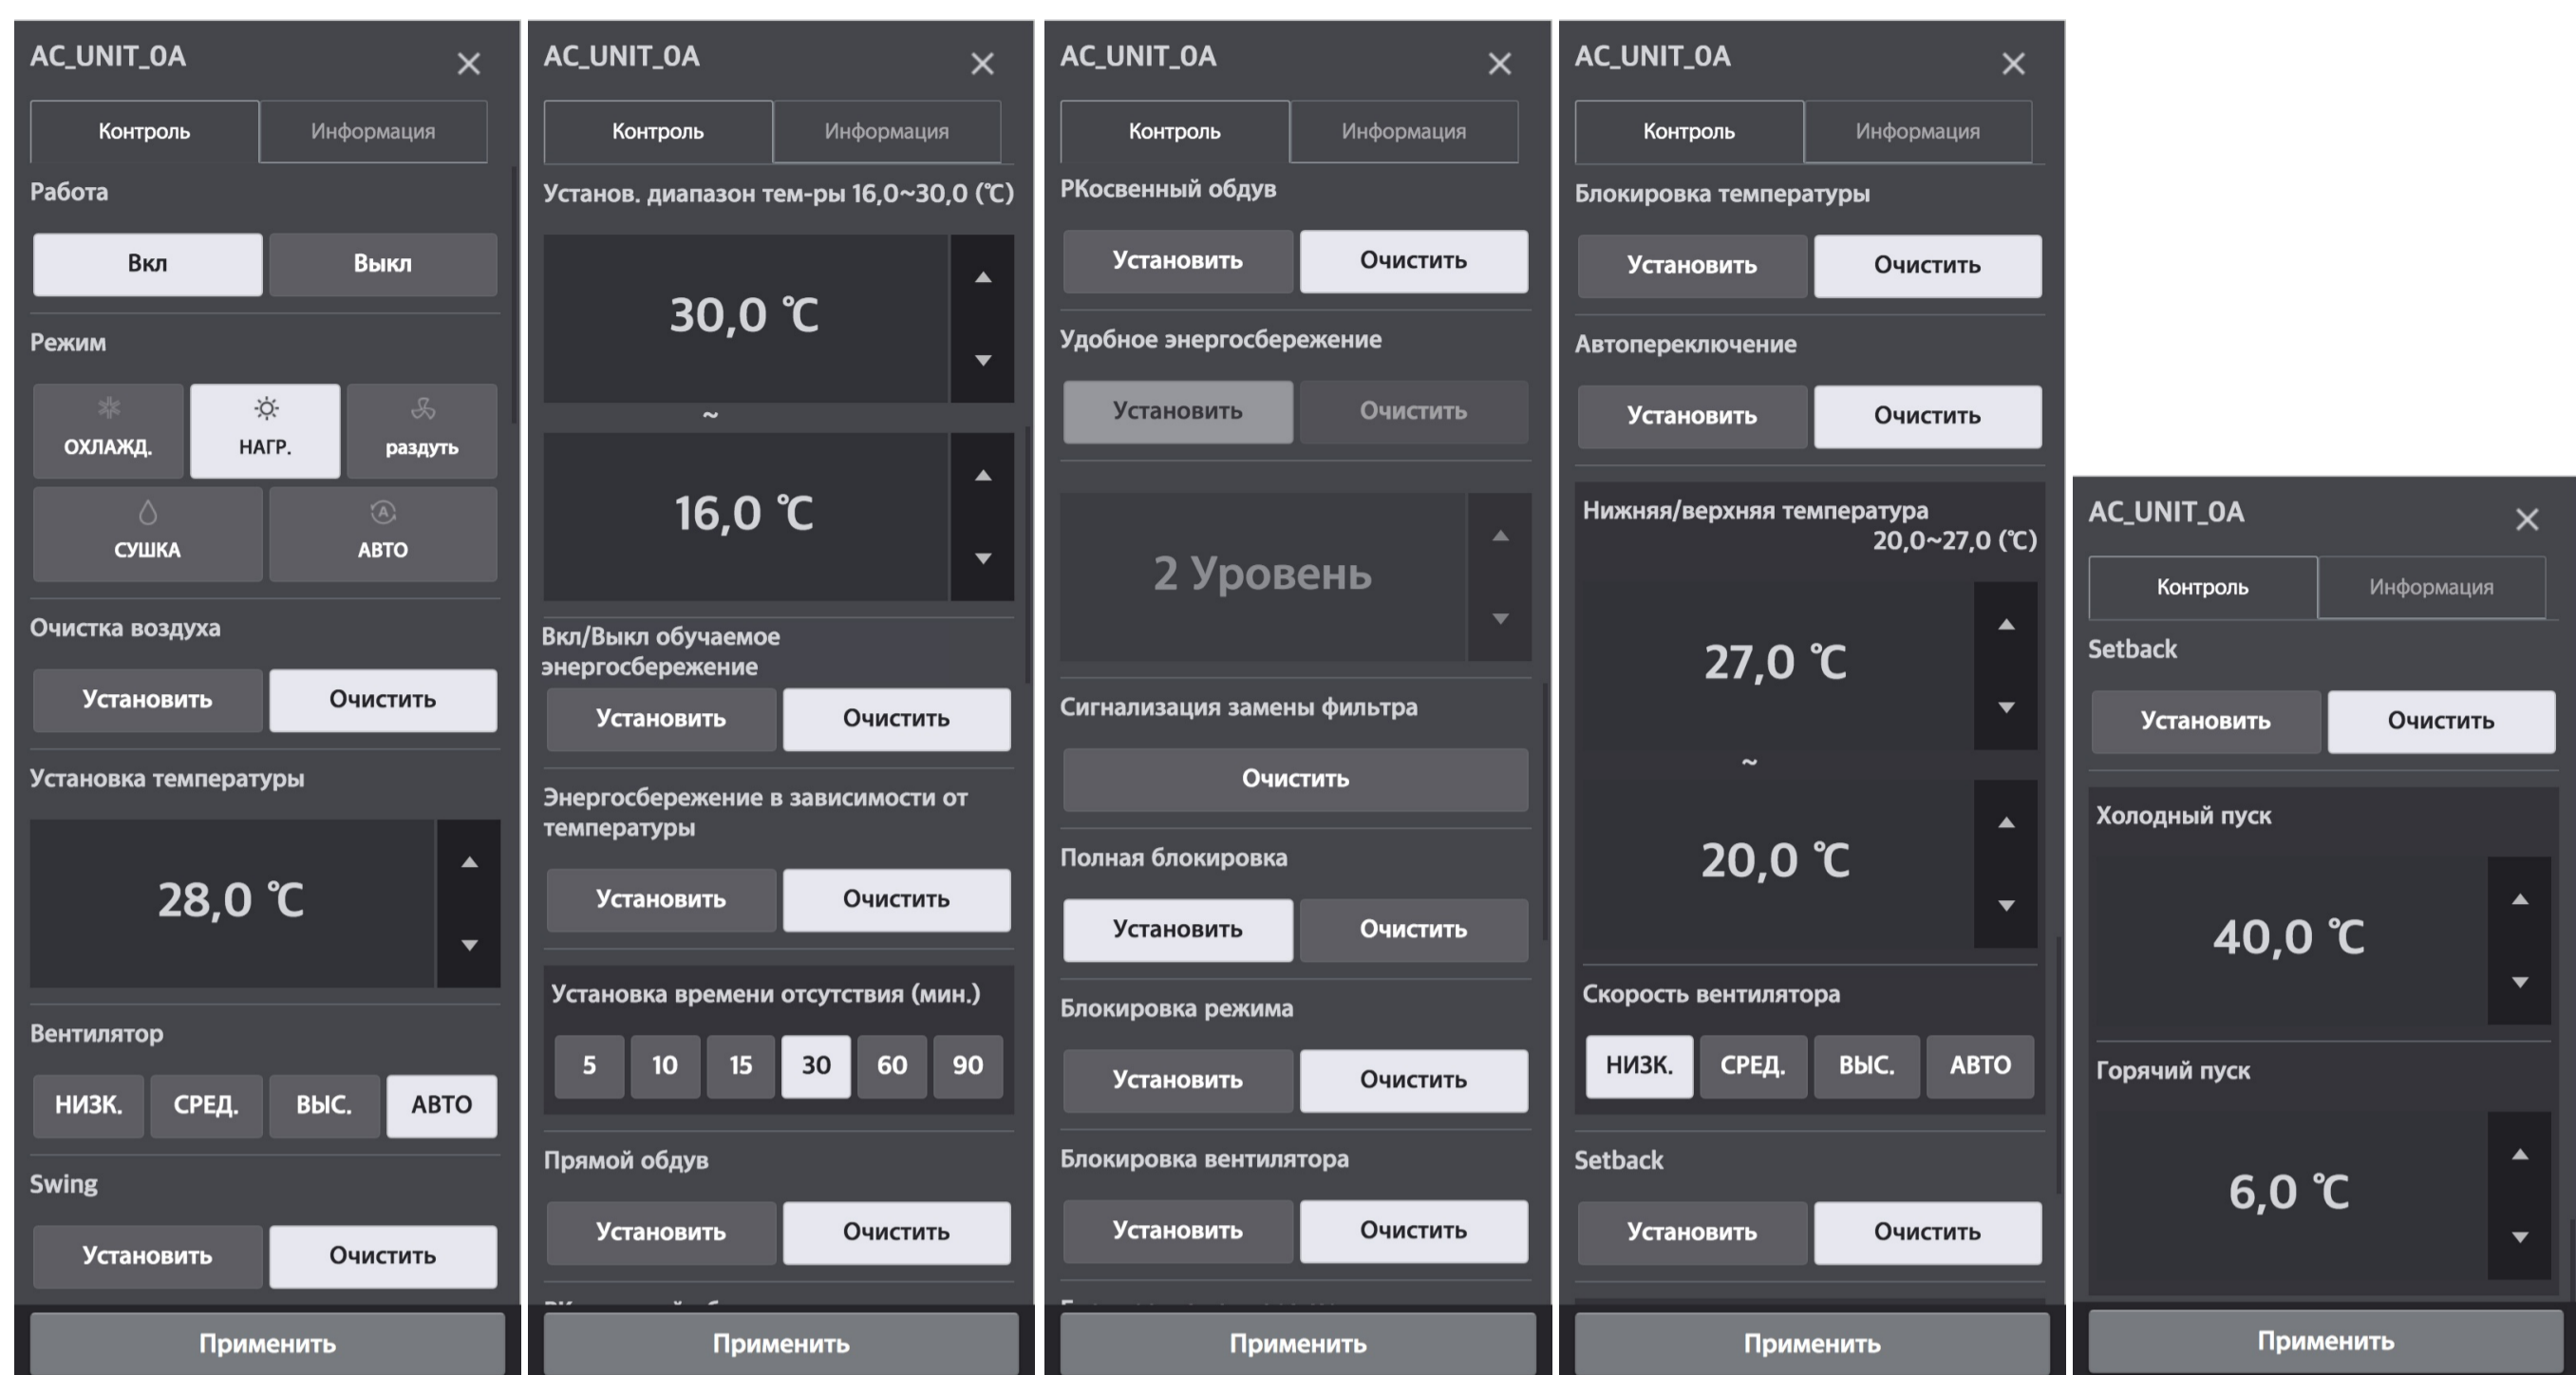 AC_UNIT_0A
Контроль Информация
Работа
Вкл Выкл
Режим
ОХЛАЖД. НАГР. раздуть
СУШКА АВТО
Очистка воздуха
Установить Очистить
Установка температуры
28,0 ℃
Вентилятор
НИЗК. СРЕД. ВЫС. АВТО
Swing
Установить Очистить
Применить
AC_UNIT_0A
Контроль Информация
Установ. диапазон тем-ры 16,0~30,0 (℃)
30,0 ℃
~
16,0 ℃
Вкл/Выкл обучаемое
энергосбережение
Установить Очистить
Энергосбережение в зависимости от
температуры
Установить Очистить
Установка времени отсутствия (мин.)
5 10 15 30 60 90
Прямой обдув
Установить Очистить
Применить
AC_UNIT_0A
Контроль Информация
РКосвенный обдув
Установить Очистить
Удобное энергосбережение
Установить Очистить
2 Уровень
Сигнализация замены фильтра
Очистить
Полная блокировка
Установить Очистить
Блокировка режима
Установить Очистить
Блокировка вентилятора
Установить Очистить
Применить
AC_UNIT_0A
Контроль Информация
Блокировка температуры
Установить Очистить
Автопереключение
Установить Очистить
Нижняя/верхняя температура
20,0~27,0 (℃)
27,0 ℃
~
20,0 ℃
Скорость вентилятора
НИЗК. СРЕД. ВЫС. АВТО
Setback
Установить Очистить
Применить
AC_UNIT_0A
Контроль Информация
Setback
Установить Очистить
Холодный пуск
40,0 ℃
Горячий пуск
6,0 ℃
Применить